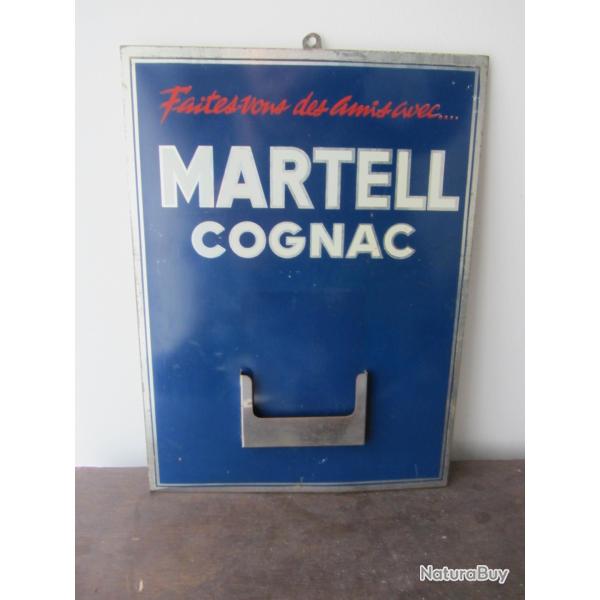 Faites-vous des amis avec....
MARTELL
COGNAC
NaturaBuy